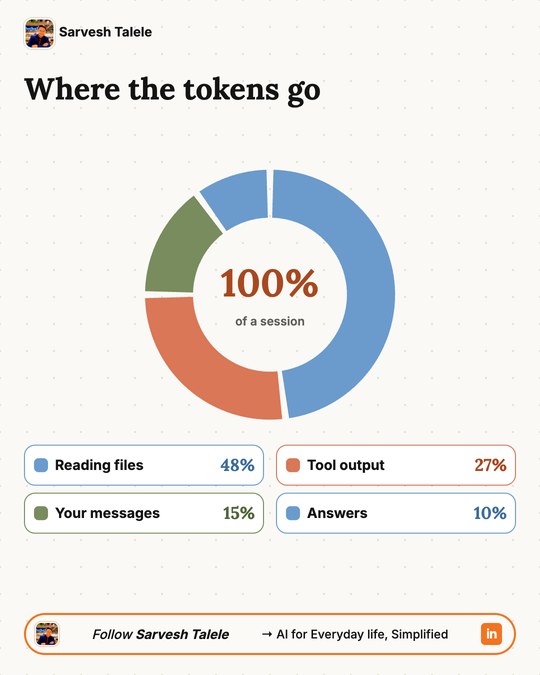 Sarvesh Talele
Where the tokens go
100%
of a session
Reading files 48%
Tool output 27%
Your messages 15%
Answers 10%
Follow Sarvesh Talele → AI for Everyday life, Simplified in